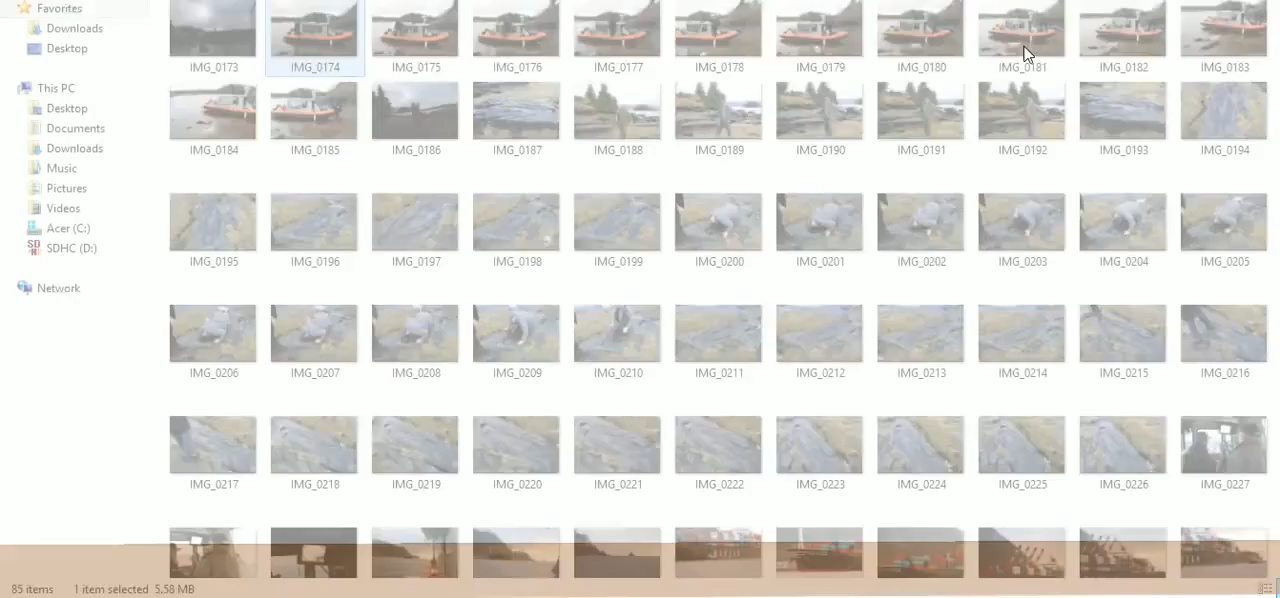 Favorites
Downloads
Desktop
This PC
Desktop
Documents
Downloads
Music
Pictures
Videos
Acer (C:)
SDHC (D:)
Network
IMG_0173 IMG_0174 IMG_0175 IMG_0176 IMG_0177 IMG_0178 IMG_0179 IMG_0180 IMG_0181 IMG_0182 IMG_0183
IMG_0184 IMG_0185 IMG_0186 IMG_0187 IMG_0188 IMG_0189 IMG_0190 IMG_0191 IMG_0192 IMG_0193 IMG_0194
IMG_0195 IMG_0196 IMG_0197 IMG_0198 IMG_0199 IMG_0200 IMG_0201 IMG_0202 IMG_0203 IMG_0204 IMG_0205
IMG_0206 IMG_0207 IMG_0208 IMG_0209 IMG_0210 IMG_0211 IMG_0212 IMG_0213 IMG_0214 IMG_0215 IMG_0216
IMG_0217 IMG_0218 IMG_0219 IMG_0220 IMG_0221 IMG_0222 IMG_0223 IMG_0224 IMG_0225 IMG_0226 IMG_0227
85 items 1 item selected 5.58 MB